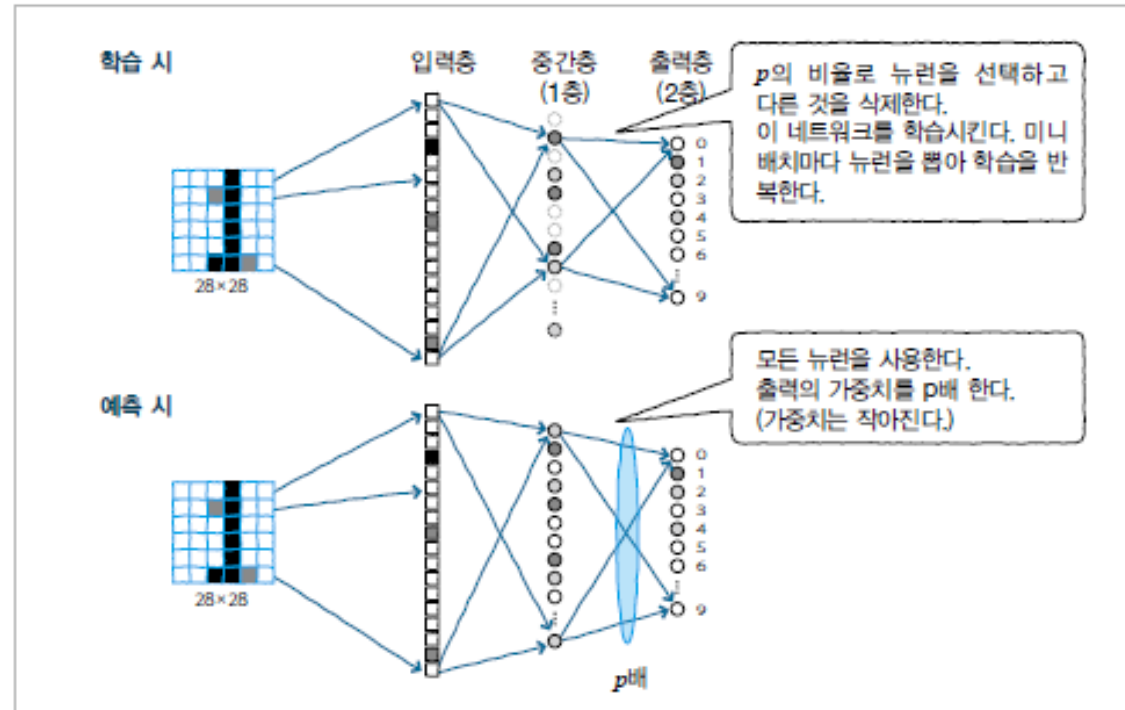 학습 시
입력층
중간층
(1층)
출력층
(2층)
p의 비율로 뉴런을 선택하고
다른 것을 삭제한다.
이 네트워크를 학습시킨다. 미니
배치마다 뉴런을 뽑아 학습을 반
복한다.
0
1
2
3
4
5
6
...
9
28×28
...
예측 시
모든 뉴런을 사용한다.
출력의 가중치를 p배 한다.
(가중치는 작아진다.)
0
1
2
3
4
5
6
...
9
28×28
...
p배